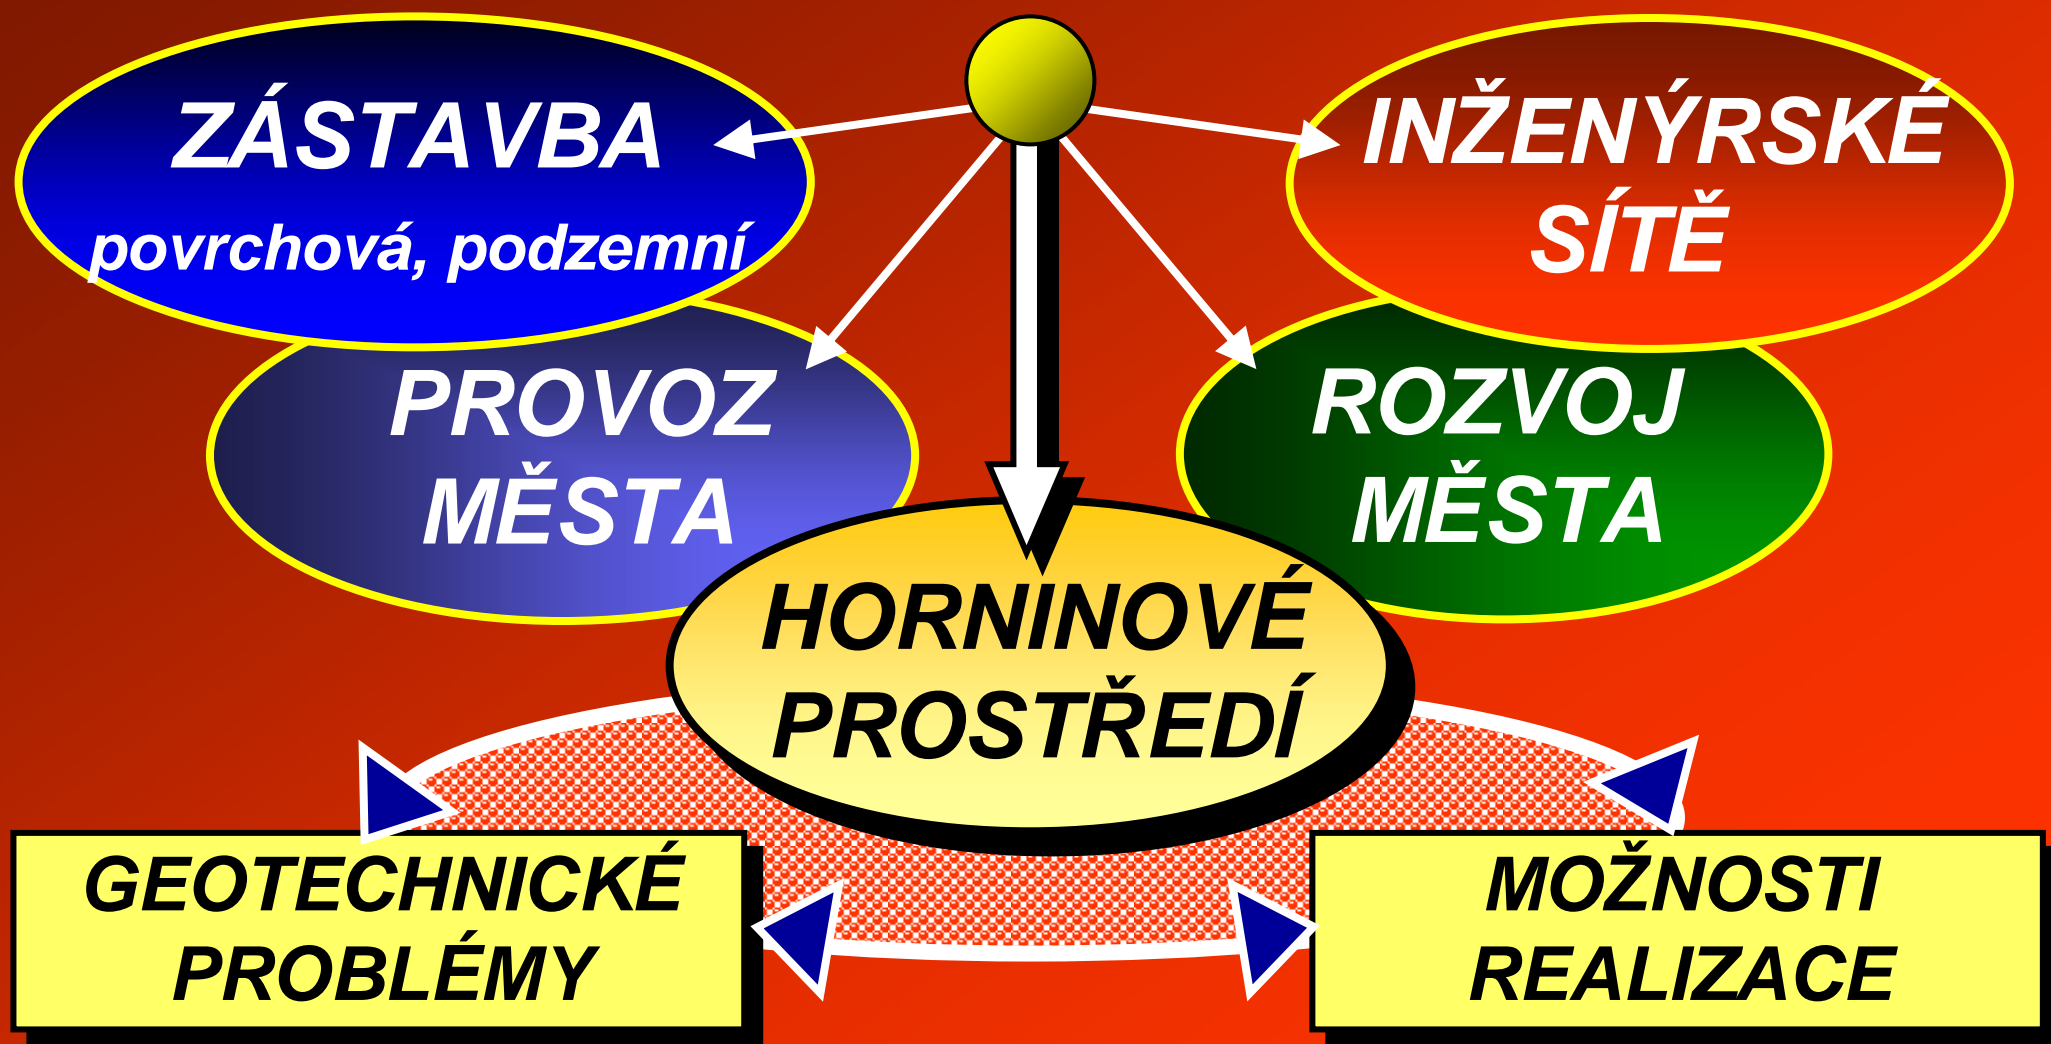 ZÁSTAVBA
povrchová, podzemní
INŽENÝRSKÉ
SÍTĚ
PROVOZ
MĚSTA
ROZVOJ
MĚSTA
HORNINOVÉ
PROSTŘEDÍ
GEOTECHNICKÉ
PROBLÉMY
MOŽNOSTI
REALIZACE